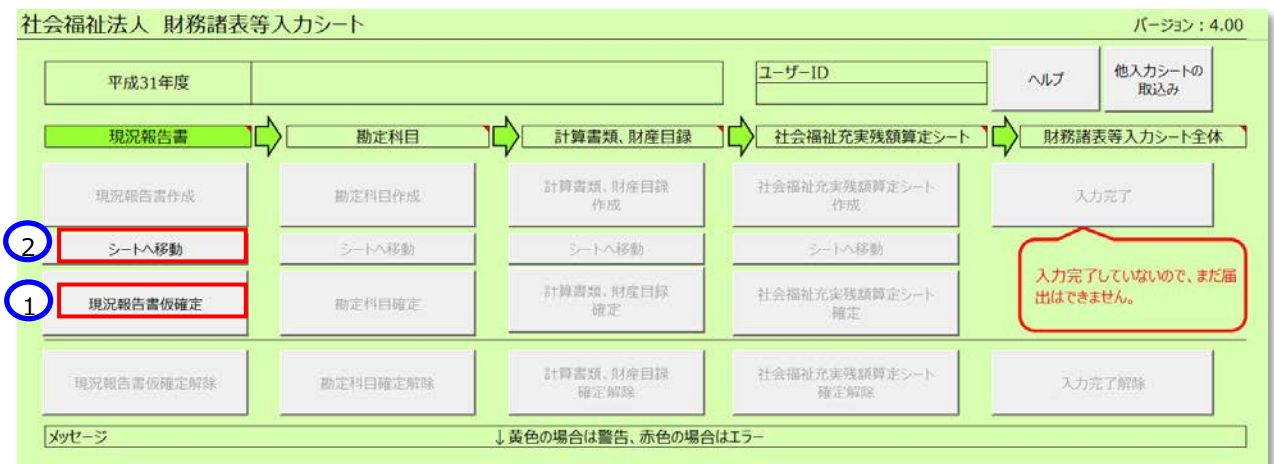 社会福祉法人 財務諸表等入力シート
バージョン：4.00
平成31年度
ユーザーID
ヘルプ
他入力シートの
取込み
現況報告書
勘定科目
計算書類、財産目録
社会福祉充実残額算定シート
財務諸表等入力シート全体
現況報告書作成
勘定科目作成
計算書類、財産目録
作成
社会福祉充実残額算定シート
作成
入力完了
2
シートへ移動
シートへ移動
シートへ移動
シートへ移動
1
現況報告書仮確定
勘定科目確定
計算書類、財産目録
確定
社会福祉充実残額算定シート
確定
入力完了していないので、まだ届
出はできません。
現況報告書仮確定解除
勘定科目確定解除
計算書類、財産目録
確定解除
社会福祉充実残額算定シート
確定解除
入力完了解除
メッセージ
↓黄色の場合は警告、赤色の場合はエラー